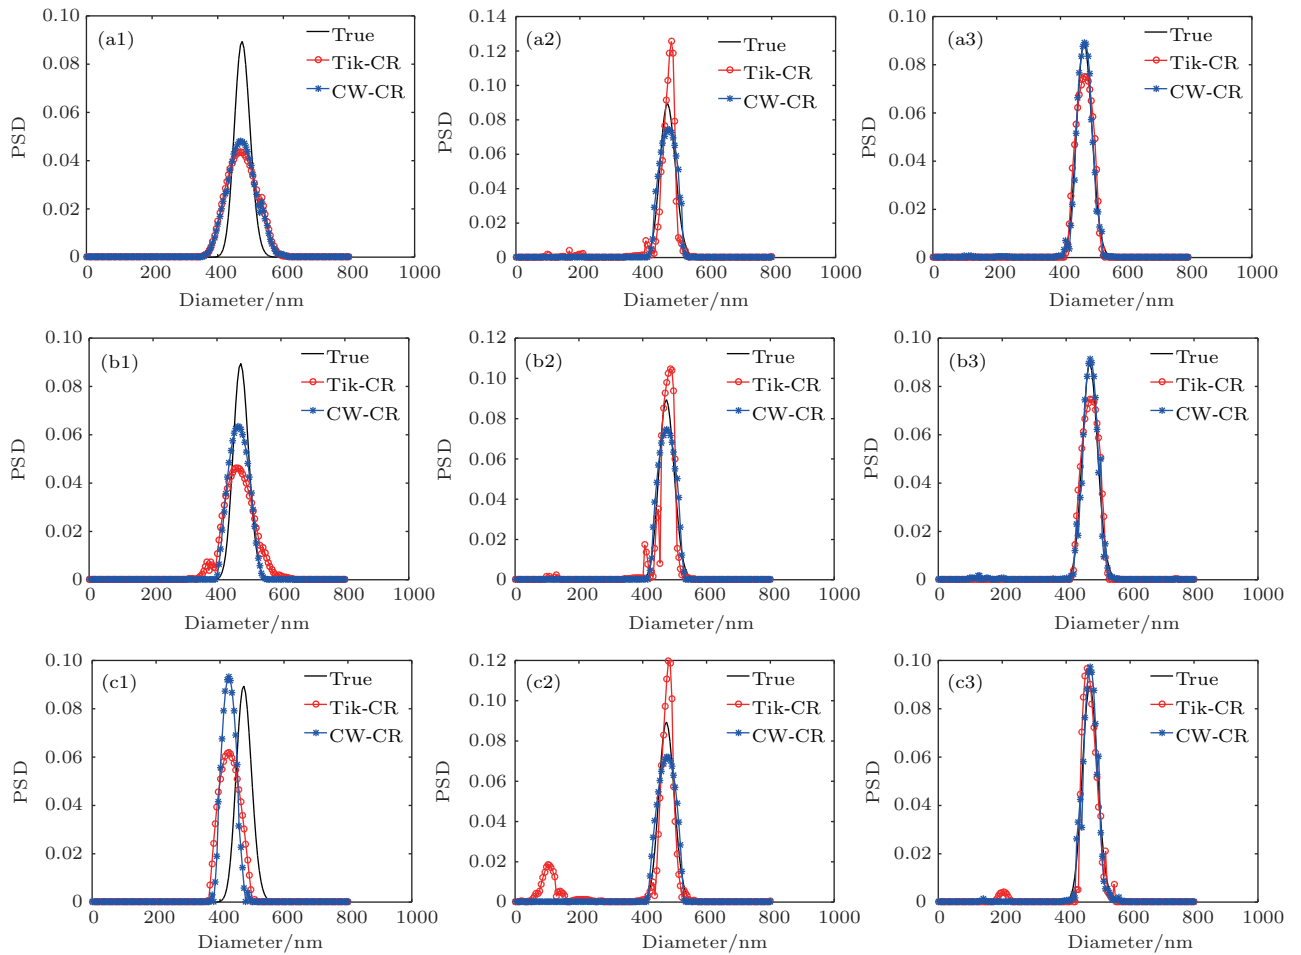 (a1)
0.10
0.08
0.06
0.04
0.02
0
PSD
True
Tik-CR
CW-CR
0 200 400 600 800 1000
Diameter/nm
(a2)
0.14
0.12
0.10
0.08
0.06
0.04
0.02
0
PSD
True
Tik-CR
CW-CR
0 200 400 600 800 1000
Diameter/nm
(a3)
0.10
0.08
0.06
0.04
0.02
0
PSD
True
Tik-CR
CW-CR
0 200 400 600 800 1000
Diameter/nm
(b1)
0.10
0.08
0.06
0.04
0.02
0
PSD
True
Tik-CR
CW-CR
0 200 400 600 800 1000
Diameter/nm
(b2)
0.12
0.10
0.08
0.06
0.04
0.02
0
PSD
True
Tik-CR
CW-CR
0 200 400 600 800 1000
Diameter/nm
(b3)
0.10
0.08
0.06
0.04
0.02
0
PSD
True
Tik-CR
CW-CR
0 200 400 600 800 1000
Diameter/nm
(c1)
0.10
0.08
0.06
0.04
0.02
0
PSD
True
Tik-CR
CW-CR
0 200 400 600 800 1000
Diameter/nm
(c2)
0.12
0.10
0.08
0.06
0.04
0.02
0
PSD
True
Tik-CR
CW-CR
0 200 400 600 800 1000
Diameter/nm
(c3)
0.10
0.08
0.06
0.04
0.02
0
PSD
True
Tik-CR
CW-CR
0 200 400 600 800 1000
Diameter/nm